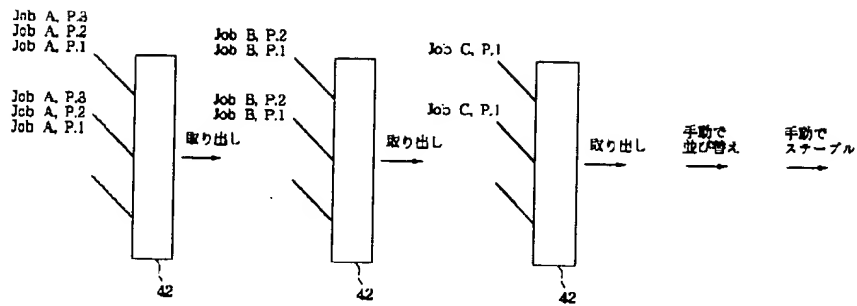 Job A, P.3
Job A, P.2
Job A, P.1
Job A, P.3
Job A, P.2
Job A, P.1
取り出し
42
Job B, P.2
Job B, P.1
Job B, P.2
Job B, P.1
取り出し
42
Job C, P.1
Job C, P.1
取り出し
42
手動で
並び替え
手動で
ステープル